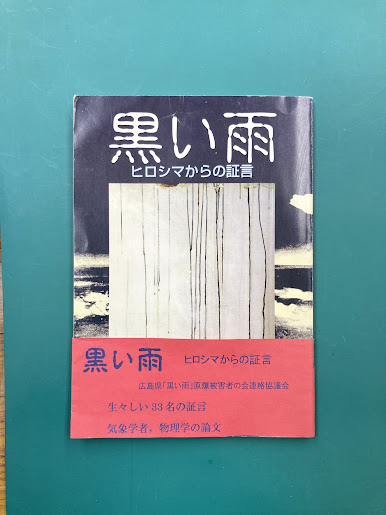 黒い雨
ヒロシマからの証言
黒い雨 ヒロシマからの証言
広島県「黒い雨」原爆被害者の会連絡協議会
生々しい33名の証言
気象学者，物理学の論文